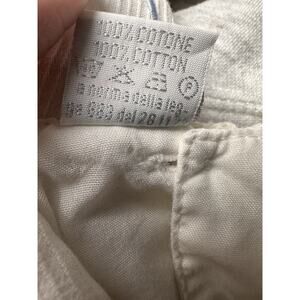 100% COTONE
100% COTTON
P
a norma della leg-
ge 883 del 26 11